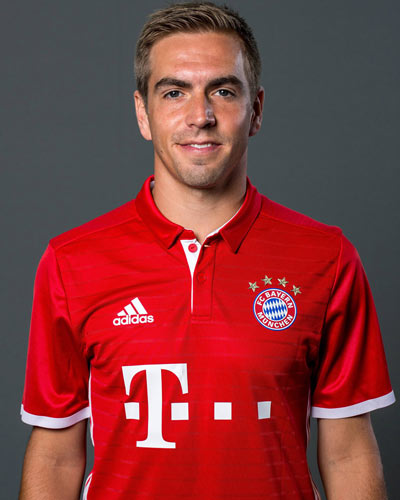 adidas
FC BAYERN
MÜNCHEN
T